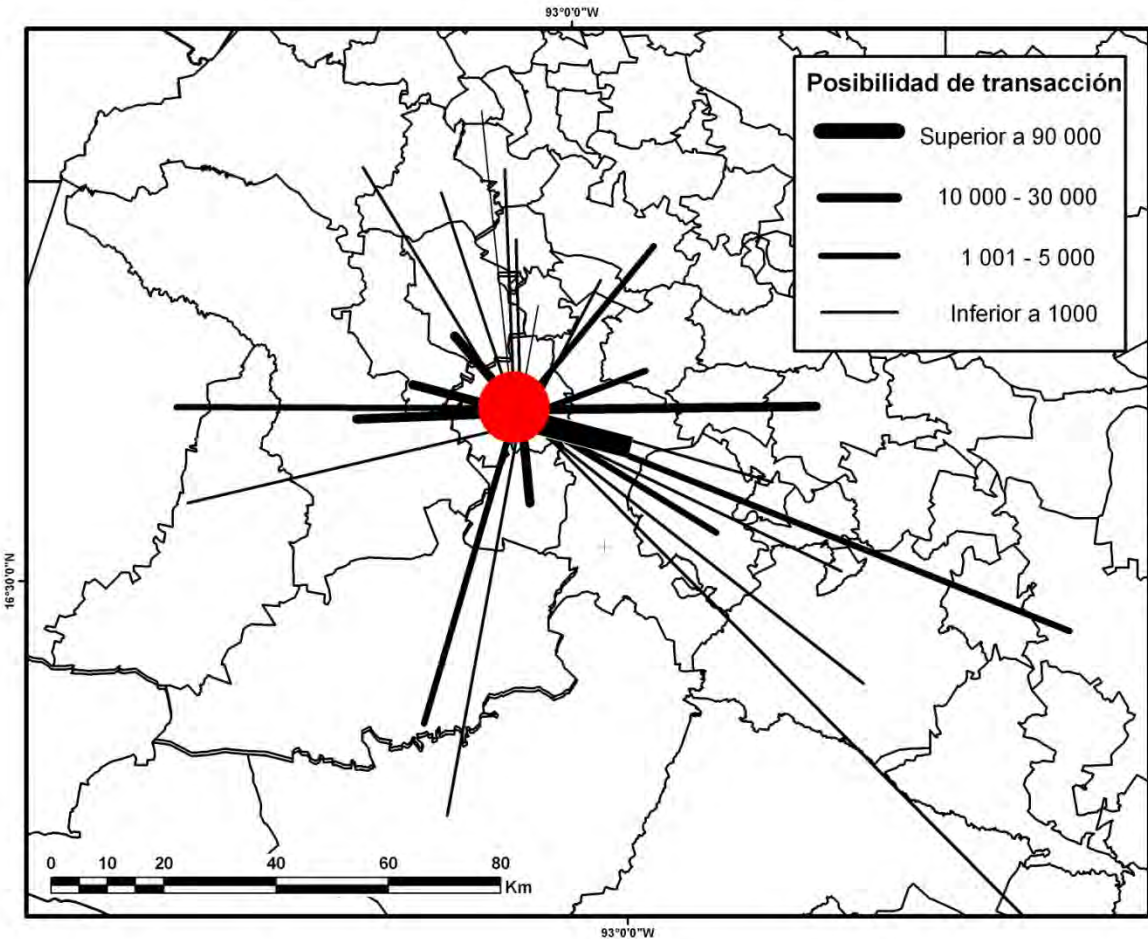 93°0'0"W
Posibilidad de transacción
Superior a 90 000
10 000 - 30 000
1 001 - 5 000
Inferior a 1000
16°30'0"N
0 10 20 40 60 80
Km
93°0'0"W